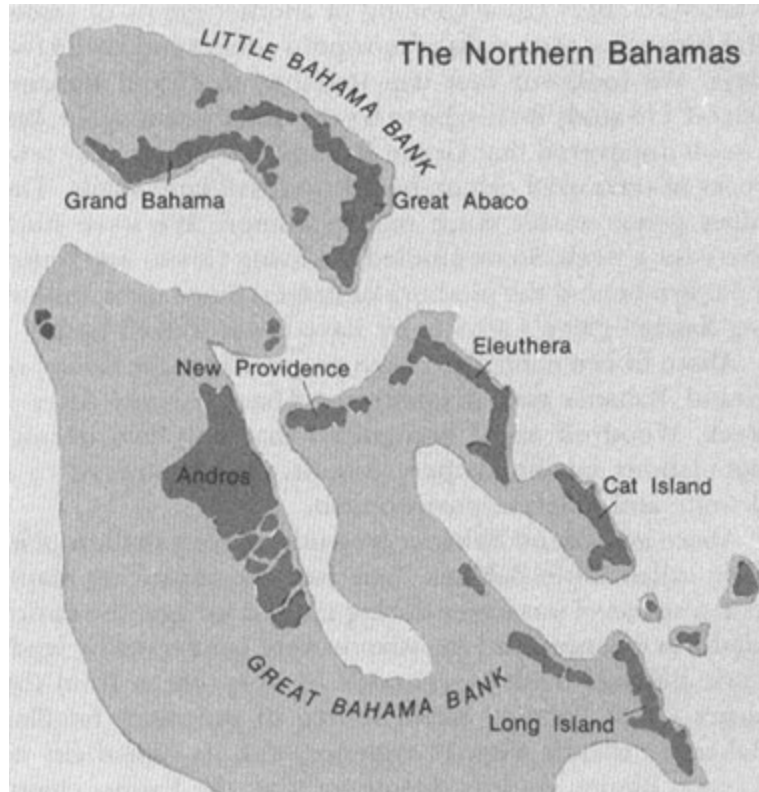 The Northern Bahamas
LITTLE BAHAMA BANK
Grand Bahama
Great Abaco
New Providence
Eleuthera
Andros
Cat Island
GREAT BAHAMA BANK
Long Island